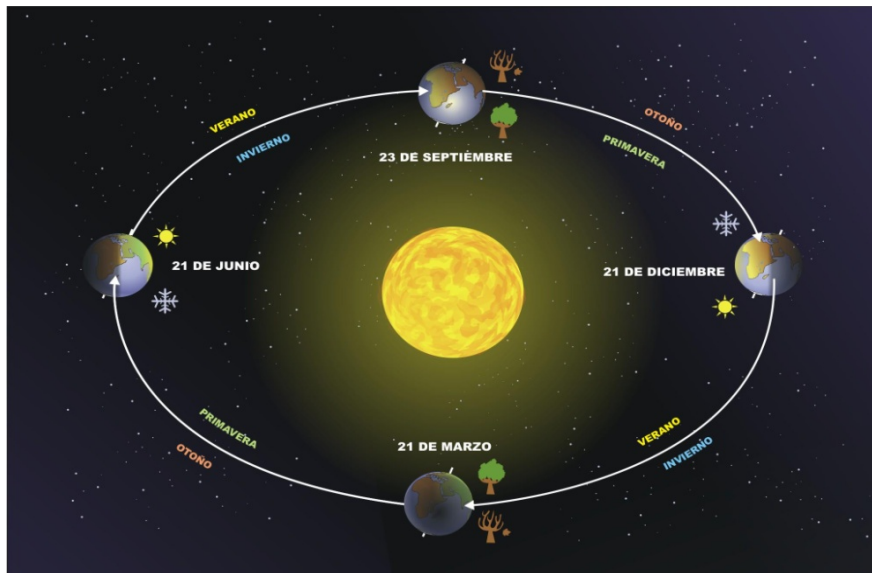 VERANO
INVIERNO
OTOÑO
PRIMAVERA
23 DE SEPTIEMBRE
21 DE JUNIO
21 DE DICIEMBRE
PRIMAVERA
OTOÑO
21 DE MARZO
VERANO
INVIERNO